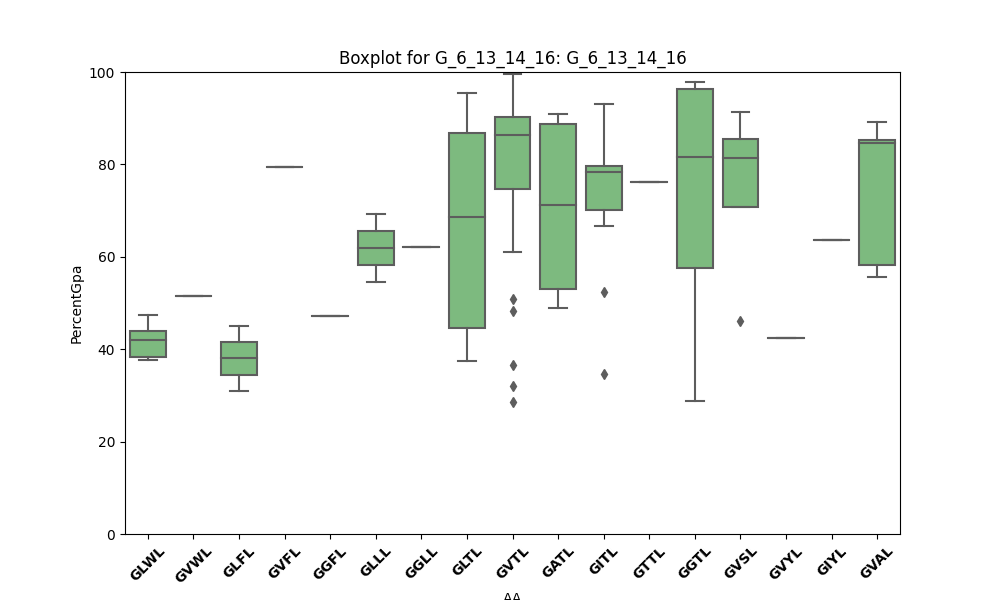 Boxplot for G_6_13_14_16: G_6_13_14_16
100
80
60
40
20
0
PercentGpa
GLWL GVWL GLFL GVFL GGFL GLLL GGLL GLTL GVTL GATL GITL GTTL GGTL GVSL GVYL GIYL GVAL
AA